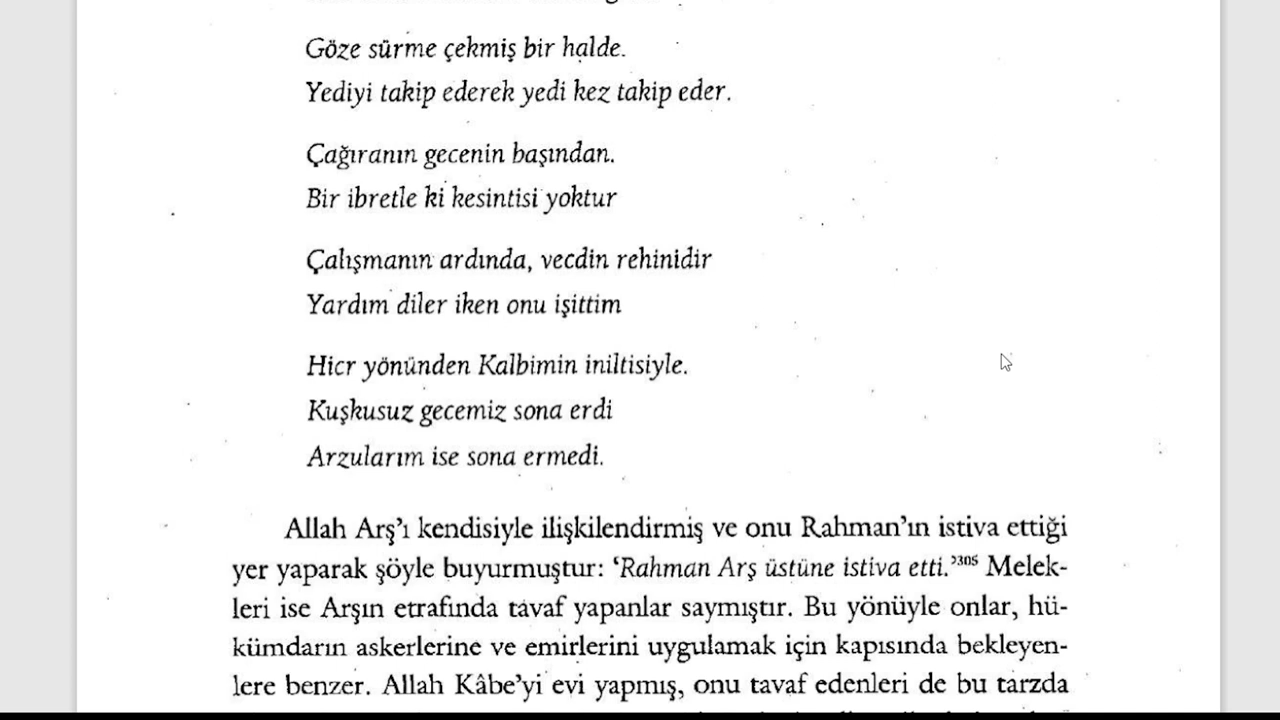 Göze sürme çekmiş bir halde.
Yediyi takip ederek yedi kez takip eder.
Çağıranın gecenin başından.
Bir ibretle ki kesintisi yoktur
Çalışmanın ardında, vecdin rehinidir
Yardım diler iken onu işittim
Hicr yönünden Kalbimin iniltisiyle.
Kuşkusuz gecemiz sona erdi
Arzularım ise sona ermedi.
Allah Arş’ı kendisiyle ilişkilendirmiş ve onu Rahman’ın istiva ettiği
yer yaparak şöyle buyurmuştur: ‘Rahman Arş üstüne istiva etti.’³⁰⁵ Melek-
leri ise Arşın etrafında tavaf yapanlar saymıştır. Bu yönüyle onlar, hü-
kümdarın askerlerine ve emirlerini uygulamak için kapısında bekleyen-
lere benzer. Allah Kâbe’yi evi yapmış, onu tavaf edenleri de bu tarzda